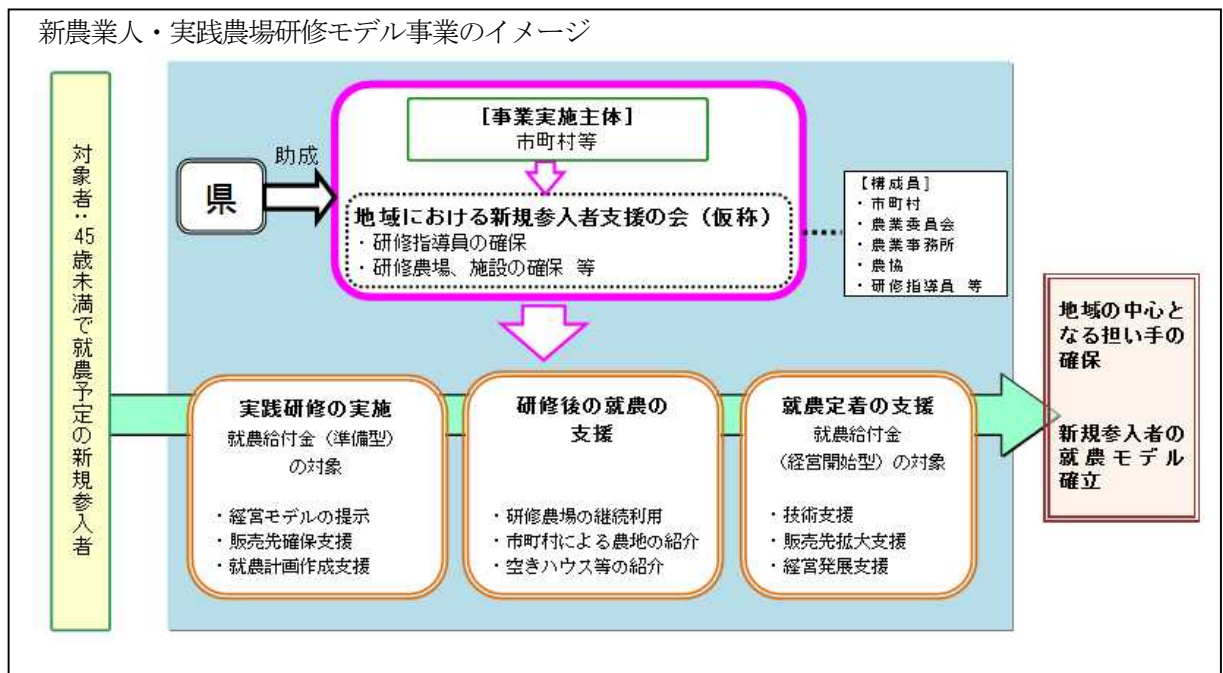 新農業人・実践農場研修モデル事業のイメージ
対象者：45歳未満で就農予定の新規参入者
県
助成
［事業実施主体］
市町村等
地域における新規参入者支援の会（仮称）
・研修指導員の確保
・研修農場、施設の確保 等
【構成員】
・市町村
・農業委員会
・農業事務所
・農協
・研修指導員 等
実践研修の実施
就農給付金（準備型）
の対象
・経営モデルの提示
・販売先確保支援
・就農計画作成支援
研修後の就農の
支援
・研修農場の継続利用
・市町村による農地の紹介
・空きハウス等の紹介
就農定着の支援
就農給付金
（経営開始型）の対象
・技術支援
・販売先拡大支援
・経営発展支援
地域の中心と
なる担い手の
確保
新規参入者の
就農モデル
確立